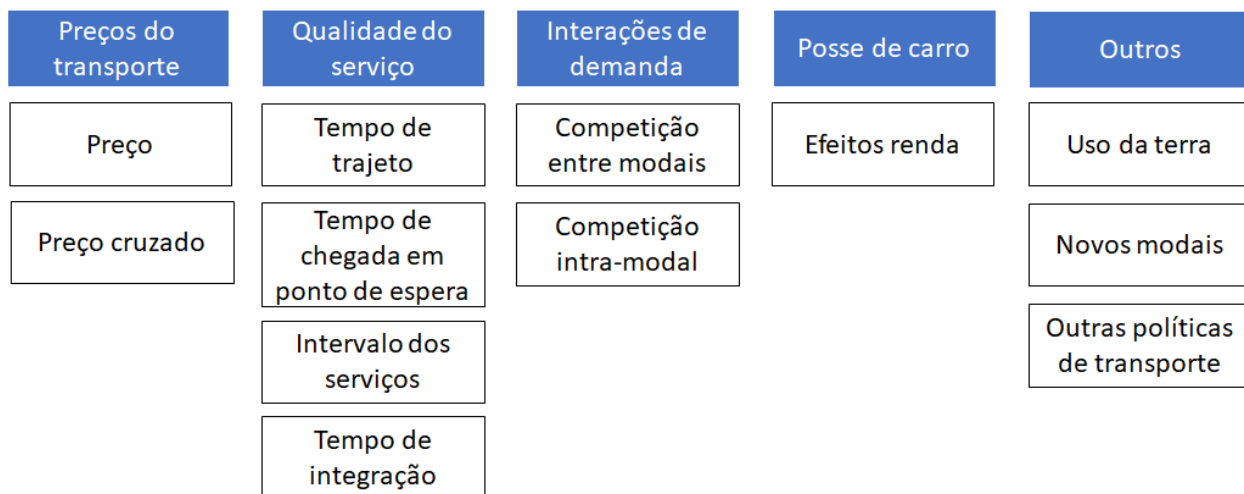 Preços do
transporte
Preço
Preço cruzado
Qualidade do
serviço
Tempo de
trajeto
Tempo de
chegada em
ponto de espera
Intervalo dos
serviços
Tempo de
integração
Interações de
demanda
Competição
entre modais
Competição
intra-modal
Posse de carro
Efeitos renda
Outros
Uso da terra
Novos modais
Outras políticas
de transporte